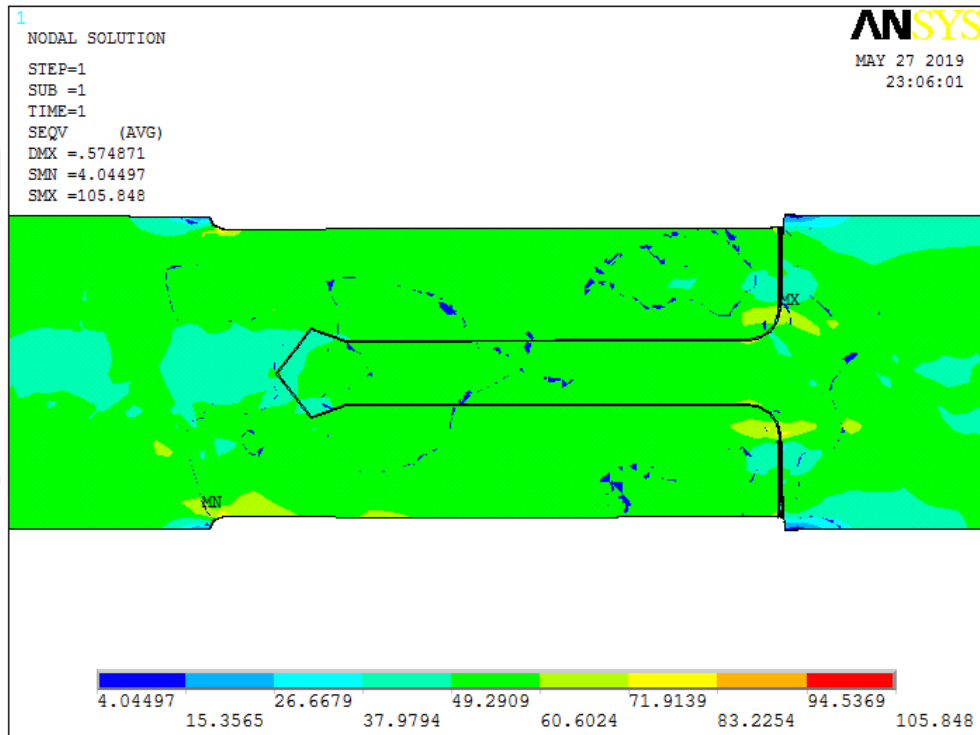 1
NODAL SOLUTION
STEP=1
SUB =1
TIME=1
SEQV (AVG)
DMX =.574871
SMN =4.04497
SMX =105.848
ANSYS
MAY 27 2019
23:06:01
MX
MN
4.04497 26.6679 49.2909 71.9139 94.5369
15.3565 37.9794 60.6024 83.2254 105.848